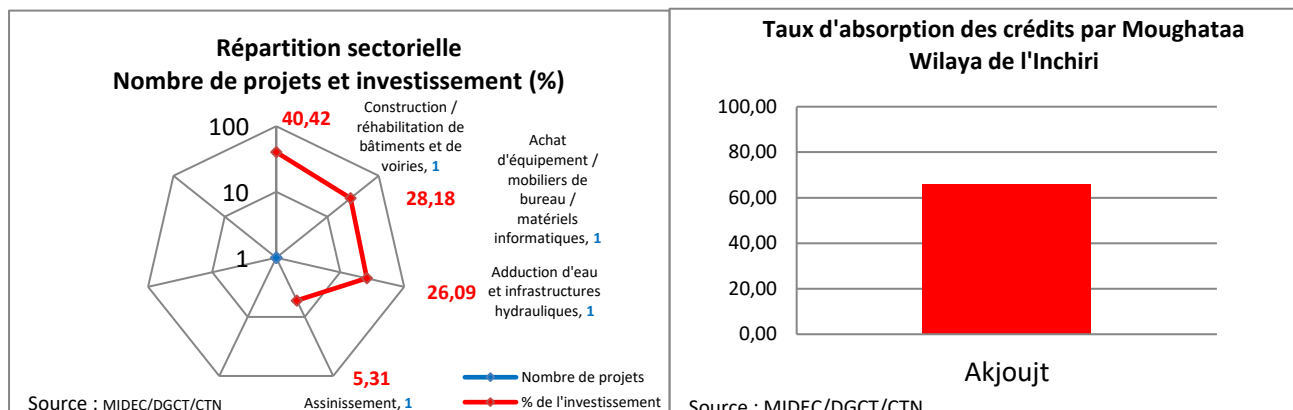 Répartition sectorielle
Nombre de projets et investissement (%)
40,42
Construction /
réhabilitation de
bâtiments et de
voiries, 1
28,18
Achat
d'équipement /
mobiliers de
bureau /
matériels
informatiques, 1
26,09
Adduction d'eau
et infrastructures
hydrauliques, 1
5,31
Assinissement, 1
100
10
1
Nombre de projets
% de l'investissement
Source : MIDEC/DGCT/CTN
Taux d'absorption des crédits par Moughataa
Wilaya de l'Inchiri
100,00
80,00
60,00
40,00
20,00
0,00
Akjoujt
Source : MIDEC/DGCT/CTN